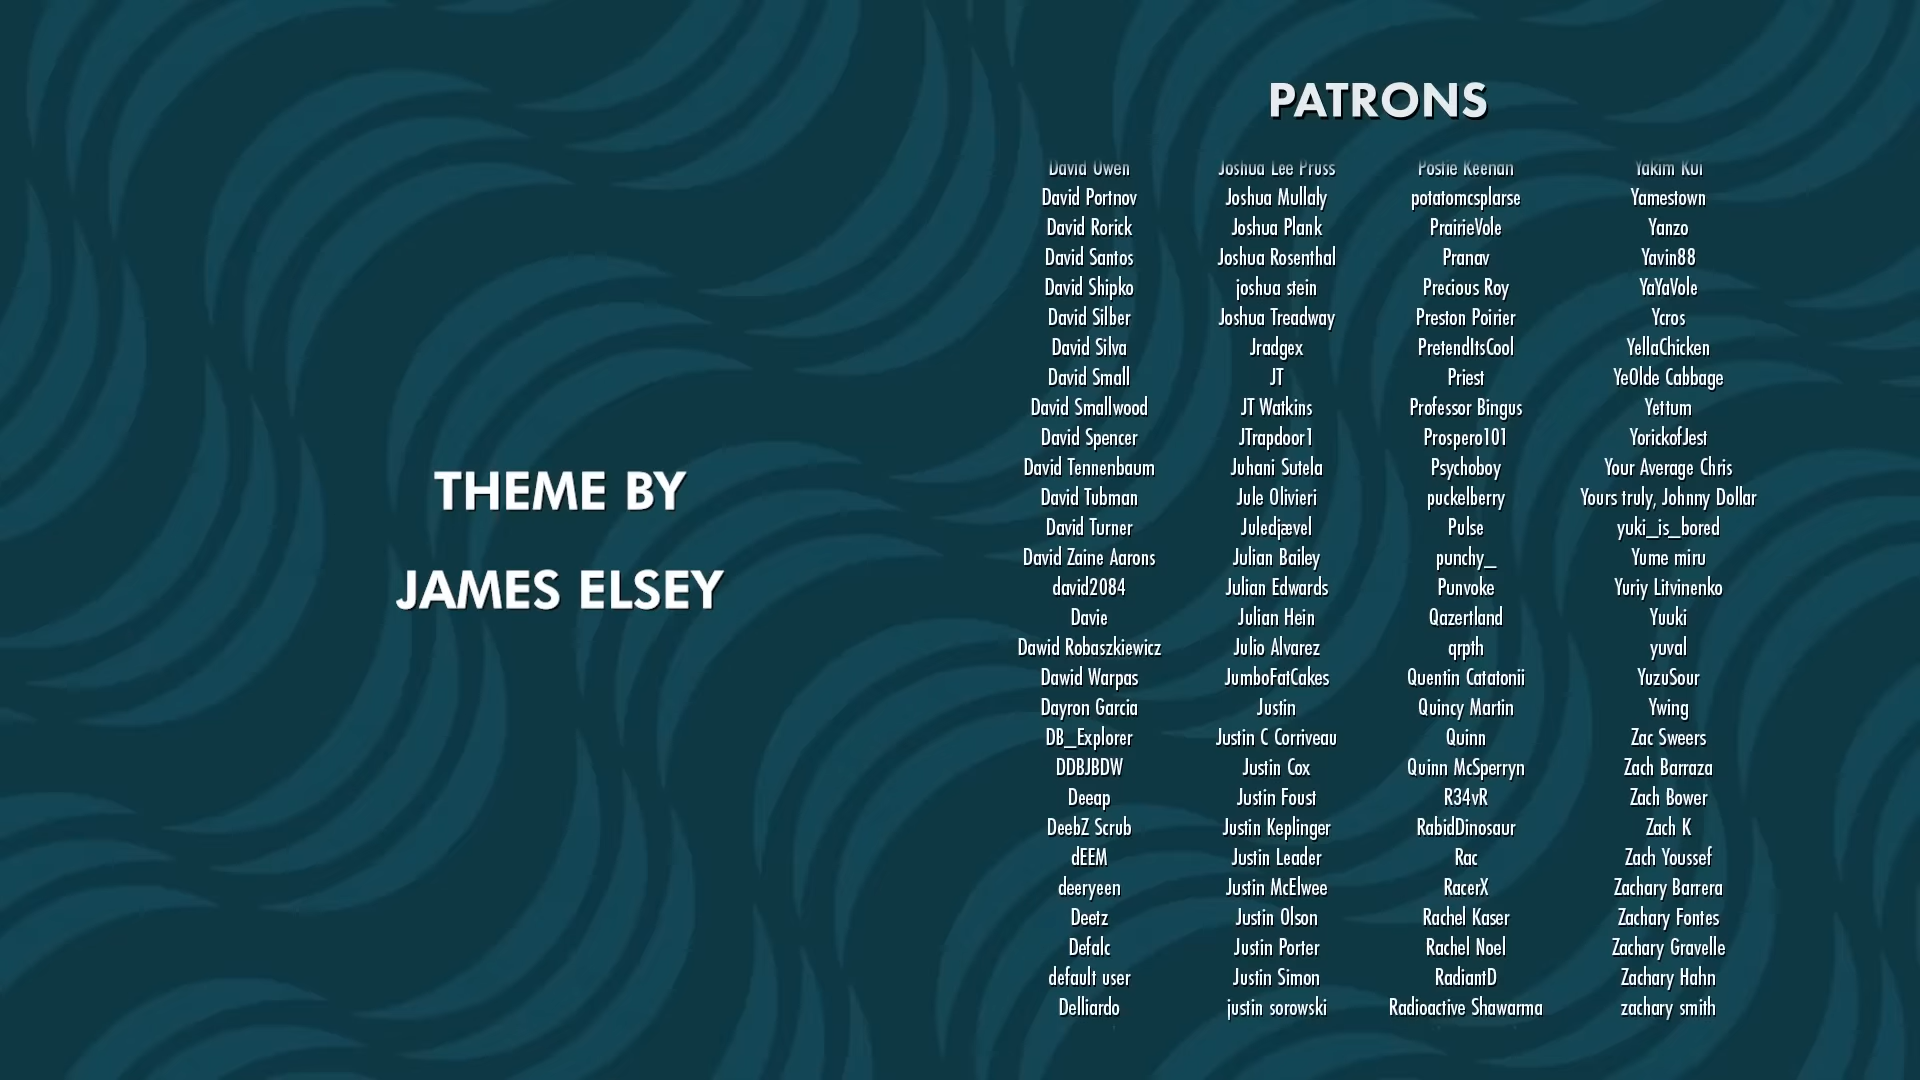 THEME BY
JAMES ELSEY
PATRONS
David Owen
David Portnov
David Rorick
David Santos
David Shipko
David Silber
David Silva
David Small
David Smallwood
David Spencer
David Tennenbaum
David Tubman
David Turner
David Zaine Aarons
david2084
Davie
Dawid Robaszkiewicz
Dawid Warpas
Dayron Garcia
DB_Explorer
DDBJBDW
Deeap
DeebZ Scrub
dEEM
deeryeen
Deetz
Defalc
default user
Delliardo
Joshua Lee Pruss
Joshua Mullaly
Joshua Plank
Joshua Rosenthal
joshua stein
Joshua Treadway
Jradgex
JT
JT Watkins
JTrapdoor1
Juhani Sutela
Jule Olivieri
Juledjævel
Julian Bailey
Julian Edwards
Julian Hein
Julio Alvarez
JumboFatCakes
Justin
Justin C Corriveau
Justin Cox
Justin Foust
Justin Keplinger
Justin Leader
Justin McElwee
Justin Olson
Justin Porter
Justin Simon
justin sorowski
Postie Keenan
potatomcsplarse
PrairieVole
Pranav
Precious Roy
Preston Poirier
PretendItsCool
Priest
Professor Bingus
Prospero101
Psychoboy
puckelberry
Pulse
punchy_
Punvoke
Qazertland
qrpth
Quentin Catatonii
Quincy Martin
Quinn
Quinn McSperryn
R34vR
RabidDinosaur
Rac
RacerX
Rachel Kaser
Rachel Noel
RadiantD
Radioactive Shawarma
Yakim Kui
Yamestown
Yanzo
Yavin88
YaYaVole
Ycros
YellaChicken
YeOlde Cabbage
Yettum
YorickofJest
Your Average Chris
Yours truly, Johnny Dollar
yuki_is_bored
Yume miru
Yuriy Litvinenko
Yuuki
yuval
YuzuSour
Ywing
Zac Sweers
Zach Barraza
Zach Bower
Zach K
Zach Youssef
Zachary Barrera
Zachary Fontes
Zachary Gravelle
Zachary Hahn
zachary smith